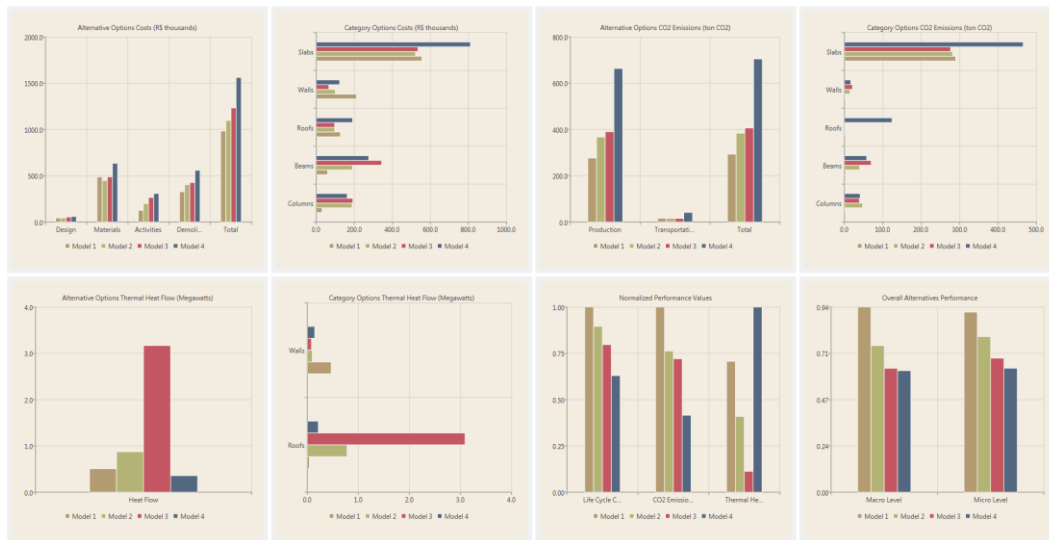 Alternative Options Costs (R$ thousands)
2000.0
1500.0
1000.0
500.0
0.0
Design Materials Activities Demoli... Total
Model 1 Model 2 Model 3 Model 4
Category Options Costs (R$ thousands)
Slabs
Walls
Roofs
Beams
Columns
0.0 200.0 400.0 600.0 800.0 1000.0
Model 1 Model 2 Model 3 Model 4
Alternative Options CO2 Emissions (ton CO2)
800.0
600.0
400.0
200.0
0.0
Production Transportati... Total
Model 1 Model 2 Model 3 Model 4
Category Options CO2 Emissions (ton CO2)
Slabs
Walls
Roofs
Beams
Columns
0.0 100.0 200.0 300.0 400.0 500.0
Model 1 Model 2 Model 3 Model 4
Alternative Options Thermal Heat Flow (Megawatts)
4.0
3.0
2.0
1.0
0.0
Heat Flow
Model 1 Model 2 Model 3 Model 4
Category Options Thermal Heat Flow (Megawatts)
Walls
Roofs
0.0 1.0 2.0 3.0 4.0
Model 1 Model 2 Model 3 Model 4
Normalized Performance Values
1.00
0.75
0.50
0.25
0.00
Life Cycle C... CO2 Emissio... Thermal He...
Model 1 Model 2 Model 3 Model 4
Overall Alternatives Performance
0.94
0.71
0.47
0.24
0.00
Macro Level Micro Level
Model 1 Model 2 Model 3 Model 4